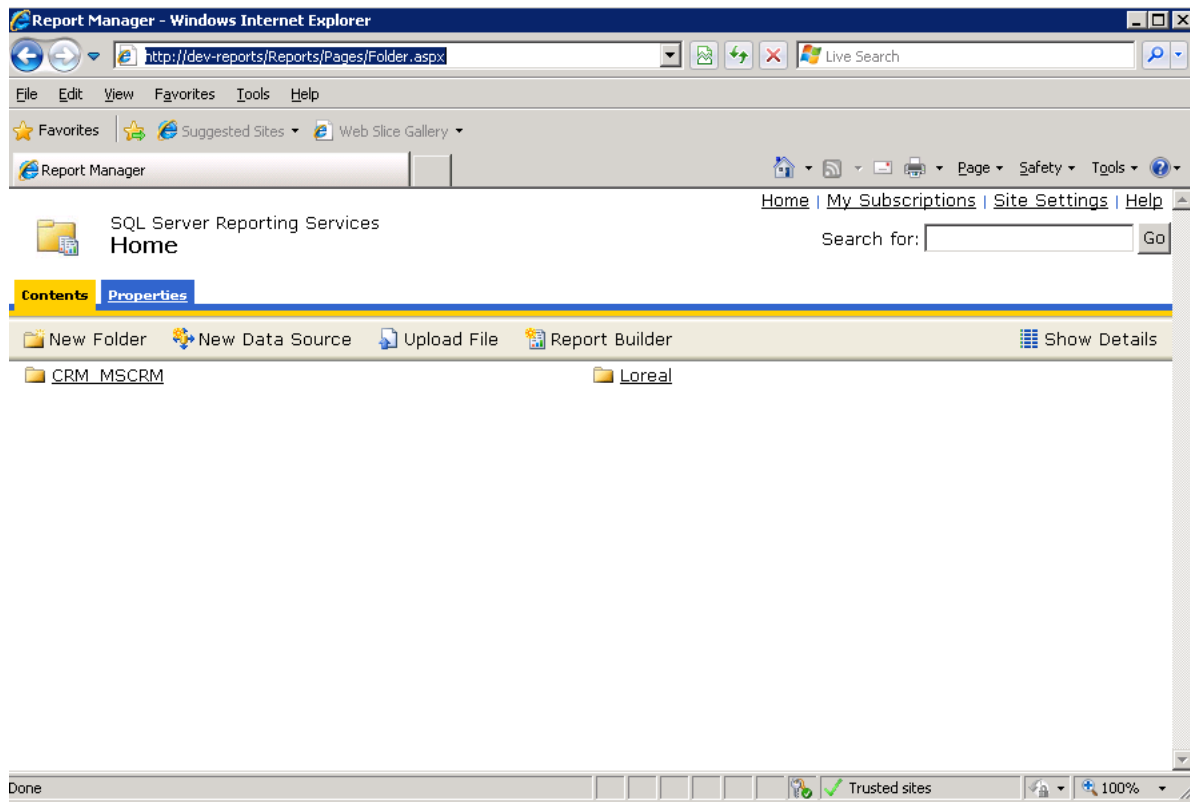 Report Manager - Windows Internet Explorer
http://dev-reports/Reports/Pages/Folder.aspx
Live Search
File Edit View Favorites Tools Help
Favorites Suggested Sites Web Slice Gallery
Report Manager Page Safety Tools
Home | My Subscriptions | Site Settings | Help
SQL Server Reporting Services
Home
Search for: Go
Contents Properties
New Folder New Data Source Upload File Report Builder Show Details
CRM_MSCRM Loreal
Done Trusted sites 100%